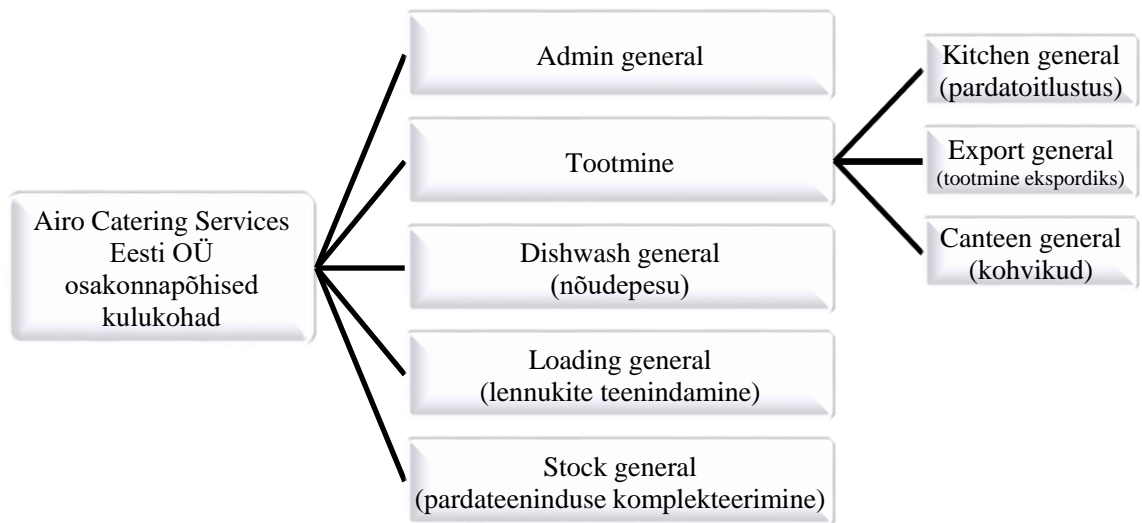 Airo Catering Services
Eesti OÜ
osakonnapõhised
kulukohad
Admin general
Tootmine
Dishwash general
(nõudepesu)
Loading general
(lennukite teenindamine)
Stock general
(pardateeninduse komplekteerimine)
Kitchen general
(pardatoitlustus)
Export general
(tootmine ekspordiks)
Canteen general
(kohvikud)